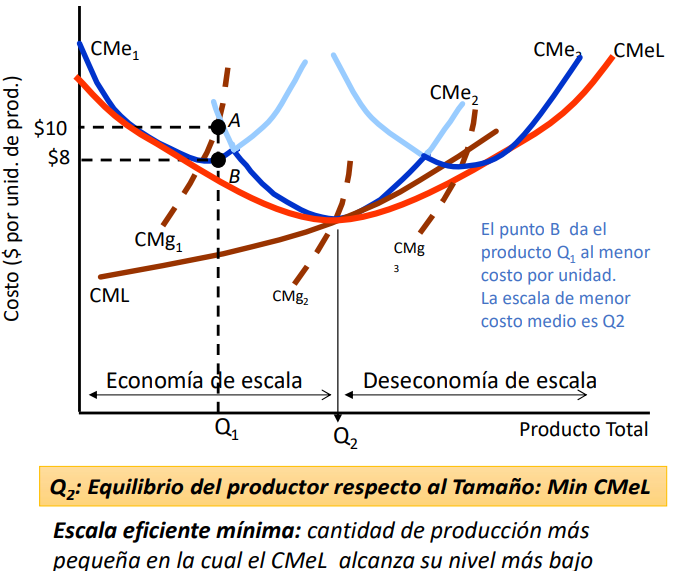 Costo ($ por unid. de prod.)
CMe₁
CMe₃
CMeL
CMe₂
$10
A
$8
B
CMg₁
El punto B da el
producto Q₁ al menor
costo por unidad.
La escala de menor
costo medio es Q2
CMg
3
CML
CMg₂
Economía de escala
Deseconomía de escala
Q₁
Q₂
Producto Total
Q₂: Equilibrio del productor respecto al Tamaño: Min CMeL
Escala eficiente mínima: cantidad de producción más
pequeña en la cual el CMeL alcanza su nivel más bajo